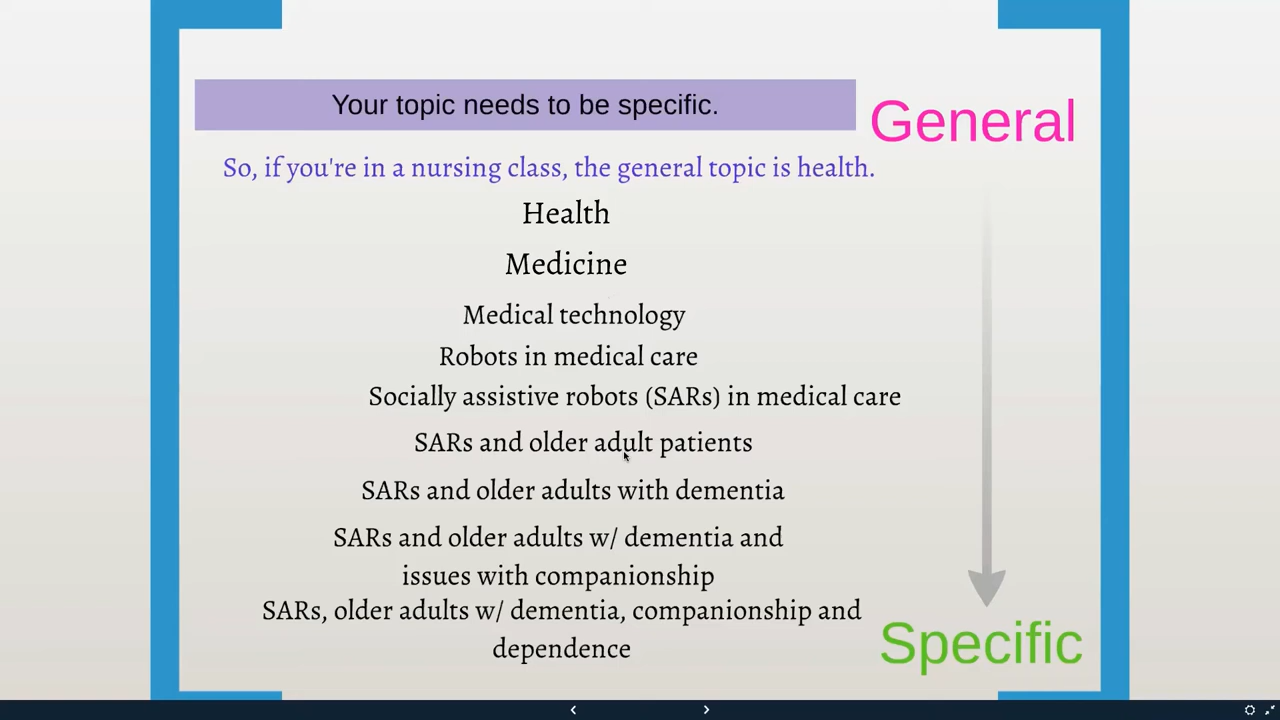 Your topic needs to be specific.
General
So, if you're in a nursing class, the general topic is health.
Health
Medicine
Medical technology
Robots in medical care
Socially assistive robots (SARs) in medical care
SARs and older adult patients
SARs and older adults with dementia
SARs and older adults w/ dementia and
issues with companionship
SARs, older adults w/ dementia, companionship and
dependence
Specific